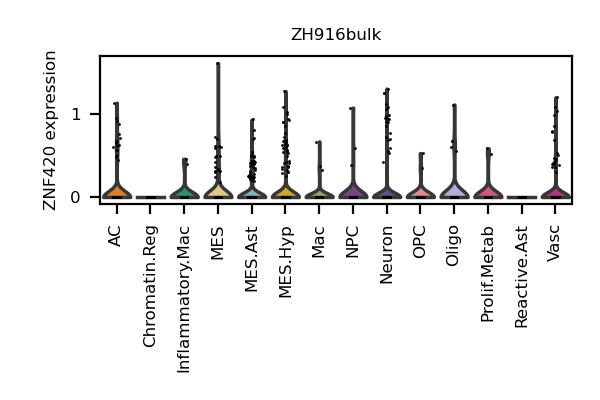 ZH916bulk
ZNF420 expression
1
0
AC
Chromatin.Reg
Inflammatory.Mac
MES
MES.Ast
MES.Hyp
Mac
NPC
Neuron
OPC
Oligo
Prolif.Metab
Reactive.Ast
Vasc